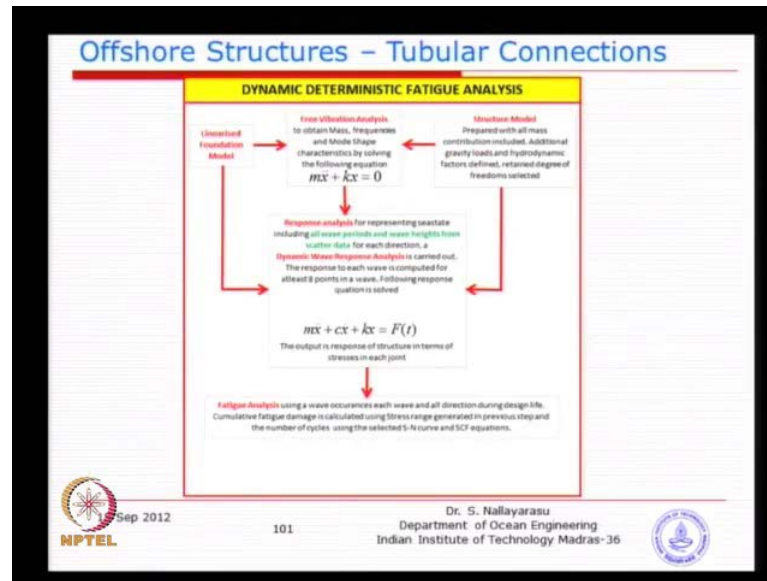 Offshore Structures – Tubular Connections
DYNAMIC DETERMINISTIC FATIGUE ANALYSIS
Linearised
Foundation
Model
Free Vibration Analysis
to obtain Mass, frequencies
and Mode Shape
characteristics by solving
the following equation
mẍ + kx = 0
Structure Model
Prepared with all mass
contribution included. Additional
gravity loads and hydrodynamic
factors defined, retained degree of
freedoms selected
Response analysis for representing seastate
including all wave periods and wave heights from
scatter data for each direction, a
Dynamic Wave Response Analysis is carried out.
The response to each wave is computed for
atleast 8 points in a wave. Following response
quation is solved
mẍ + cẋ + kx = F(t)
The output is response of structure in terms of
stresses in each joint
Fatigue Analysis using a wave occurances each wave and all direction during design life.
Cumulative fatigue damage is calculated using Stress range generated in previous step and
the number of cycles using the selected S-N curve and SCF equations.
Sep 2012
NPTEL
101
Dr. S. Nallayarasu
Department of Ocean Engineering
Indian Institute of Technology Madras-36